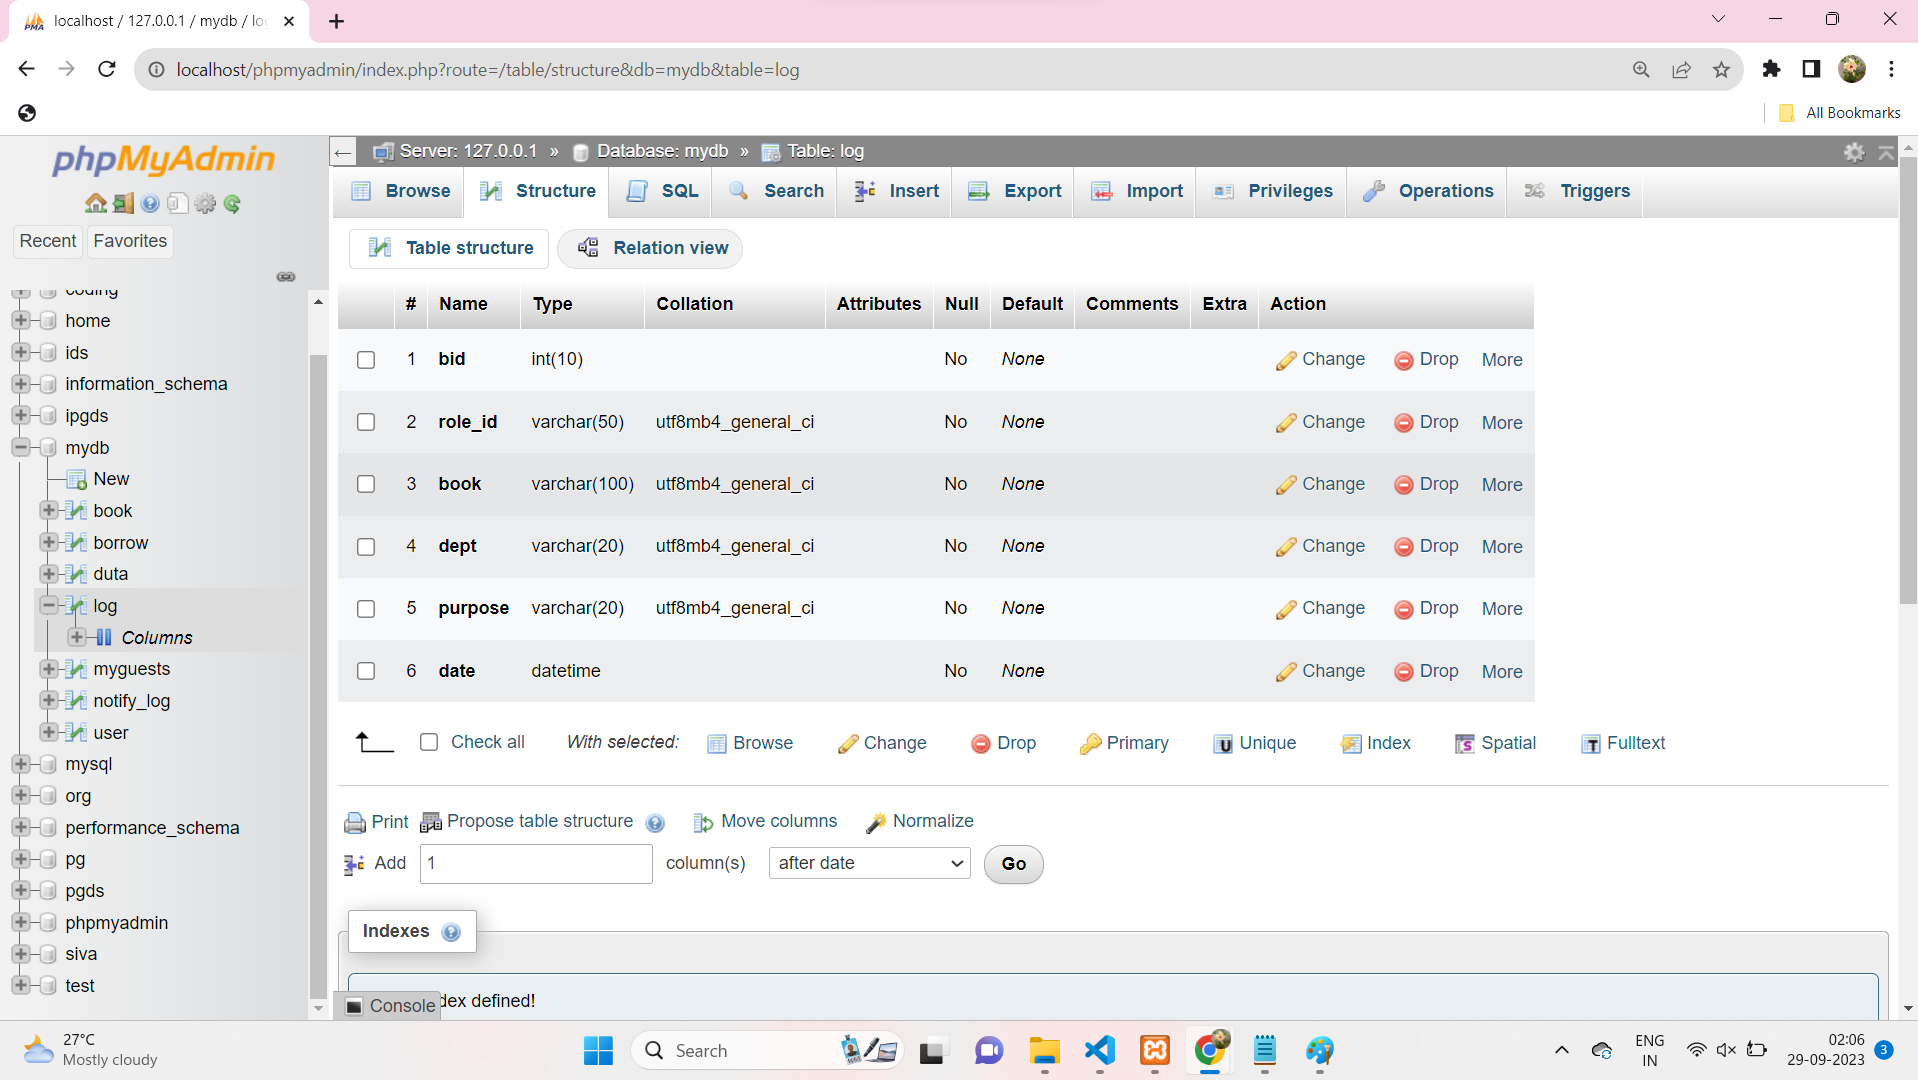 localhost / 127.0.0.1 / mydb / lo
localhost/phpmyadmin/index.php?route=/table/structure&db=mydb&table=log
All Bookmarks
phpMyAdmin
Recent Favorites
coding
home
ids
information_schema
ipgds
mydb
New
book
borrow
duta
log
Columns
myguests
notify_log
user
mysql
org
performance_schema
pg
pgds
phpmyadmin
siva
test
Server: 127.0.0.1 » Database: mydb » Table: log
Browse Structure SQL Search Insert Export Import Privileges Operations Triggers
Table structure Relation view
# Name Type Collation Attributes Null Default Comments Extra Action
1 bid int(10) No None Change Drop More
2 role_id varchar(50) utf8mb4_general_ci No None Change Drop More
3 book varchar(100) utf8mb4_general_ci No None Change Drop More
4 dept varchar(20) utf8mb4_general_ci No None Change Drop More
5 purpose varchar(20) utf8mb4_general_ci No None Change Drop More
6 date datetime No None Change Drop More
Check all With selected: Browse Change Drop Primary Unique Index Spatial Fulltext
Print Propose table structure Move columns Normalize
Add 1 column(s) after date Go
Indexes
Console dex defined!
27°C
Mostly cloudy
Search
ENG
IN
02:06
29-09-2023
3